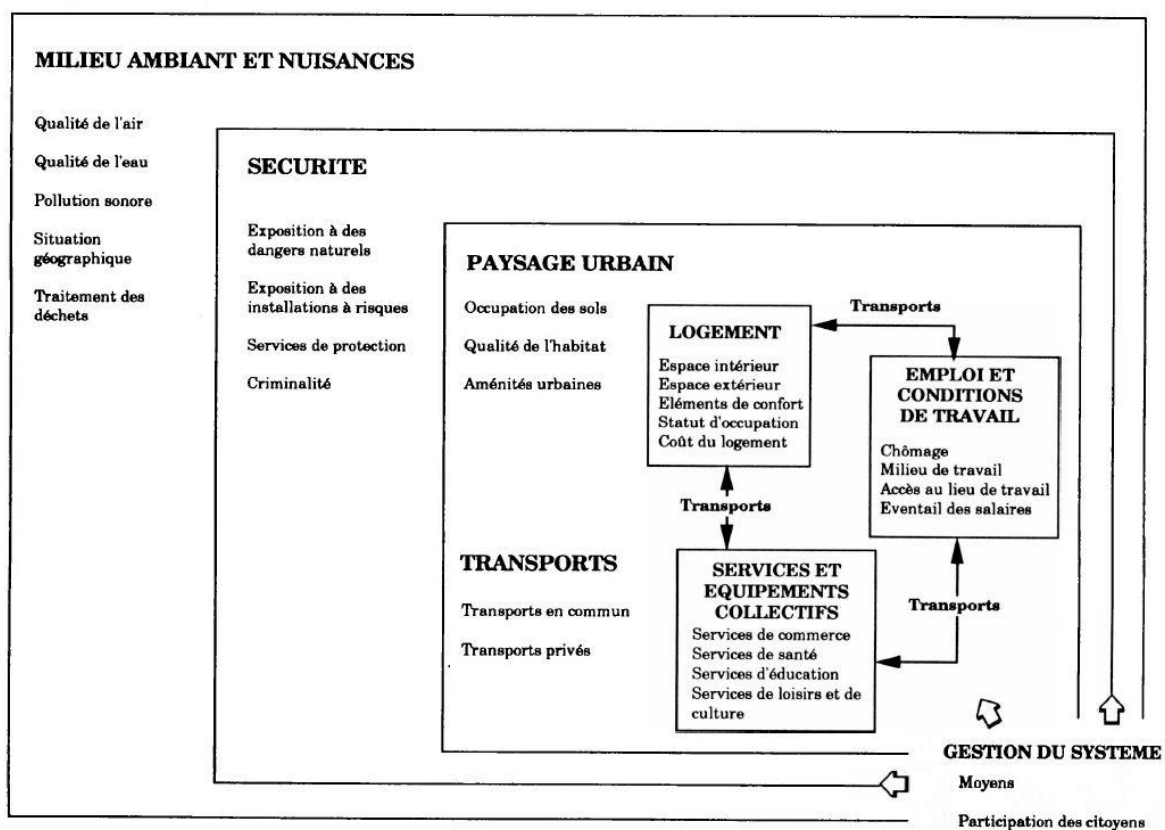 MILIEU AMBIANT ET NUISANCES
Qualité de l'air
Qualité de l'eau
Pollution sonore
Situation
géographique
Traitement des
déchets
SECURITE
Exposition à des
dangers naturels
Exposition à des
installations à risques
Services de protection
Criminalité
PAYSAGE URBAIN
Occupation des sols
Qualité de l'habitat
Aménités urbaines
TRANSPORTS
Transports en commun
Transports privés
LOGEMENT
Espace intérieur
Espace extérieur
Eléments de confort
Statut d'occupation
Coût du logement
Transports
EMPLOI ET
CONDITIONS
DE TRAVAIL
Chômage
Milieu de travail
Accès au lieu de travail
Eventail des salaires
Transports
SERVICES ET
EQUIPEMENTS
COLLECTIFS
Services de commerce
Services de santé
Services d'éducation
Services de loisirs et de
culture
Transports
GESTION DU SYSTEME
Moyens
Participation des citoyens